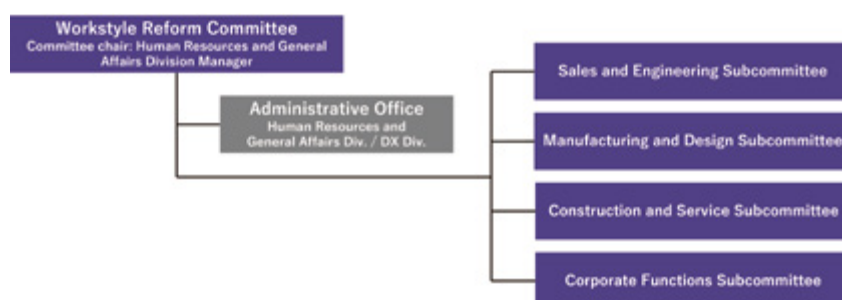 Workstyle Reform Committee
Committee chair: Human Resources and General
Affairs Division Manager
Administrative Office
Human Resources and
General Affairs Div. / DX Div.
Sales and Engineering Subcommittee
Manufacturing and Design Subcommittee
Construction and Service Subcommittee
Corporate Functions Subcommittee